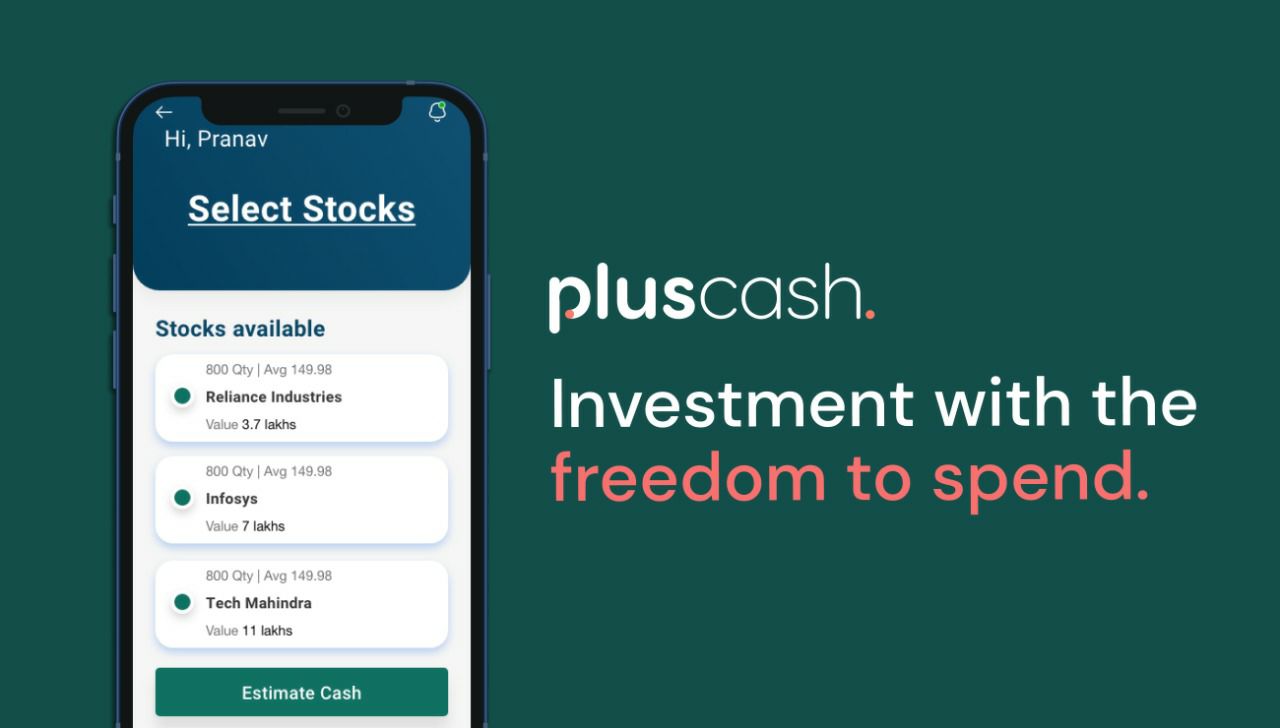 Hi, Pranav
Select Stocks
Stocks available
800 Qty | Avg 149.98
Reliance Industries
Value 3.7 lakhs
800 Qty | Avg 149.98
Infosys
Value 7 lakhs
800 Qty | Avg 149.98
Tech Mahindra
Value 11 lakhs
Estimate Cash
pluscash.
Investment with the
freedom to spend.